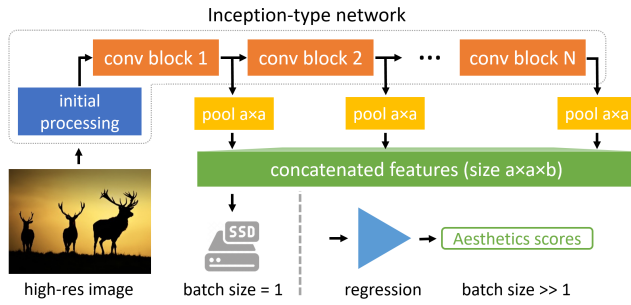 Inception-type network
conv block 1
conv block 2
...
conv block N
initial
processing
pool a×a
pool a×a
pool a×a
concatenated features (size a×a×b)
SSD
Aesthetics scores
high-res image
batch size = 1
regression
batch size >> 1